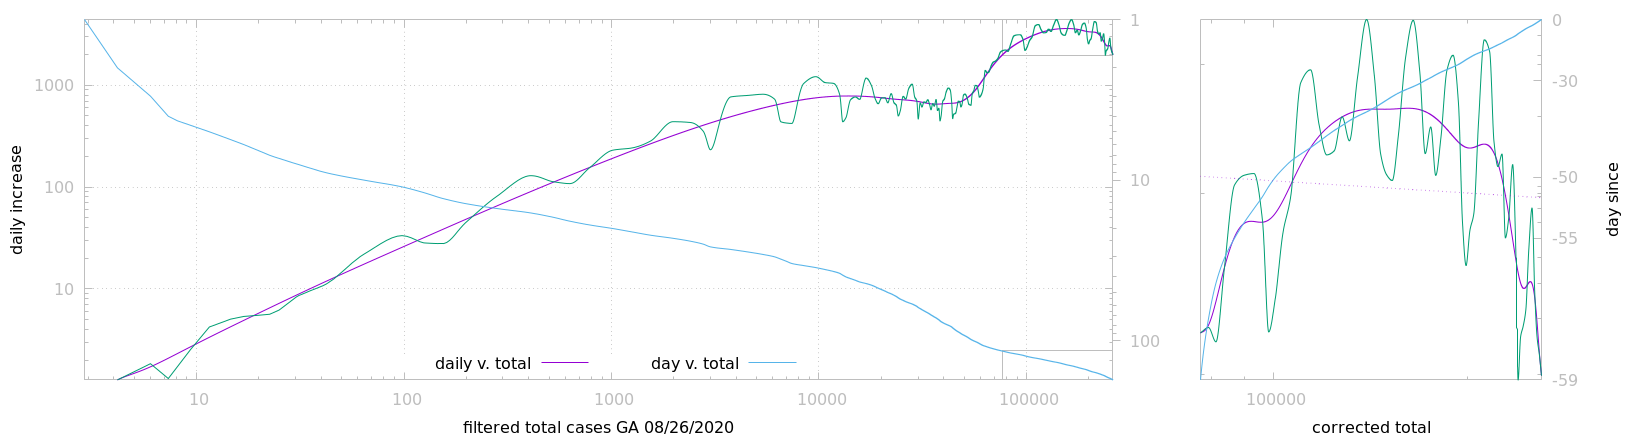 daily increase
1000
100
10
1
10
100
daily v. total
day v. total
10
100
1000
10000
100000
filtered total cases GA 08/26/2020
0
-30
-50
-55
-59
day since
100000
corrected total